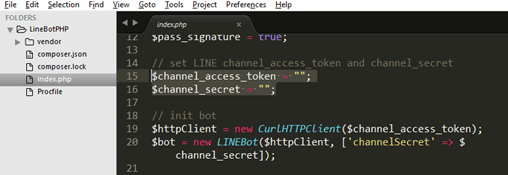 File Edit Selection Find View Goto Tools Project Preferences Help
FOLDERS
LineBotPHP
vendor
composer.json
composer.lock
index.php
Procfile
index.php
12 $pass_signature = true;
13
14 // set LINE channel_access_token and channel_secret
15 $channel_access_token = "";
16 $channel_secret = "";
17
18 // init bot
19 $httpClient = new CurlHTTPClient($channel_access_token);
20 $bot = new LINEBot($httpClient, ['channelSecret' => $
channel_secret]);
21